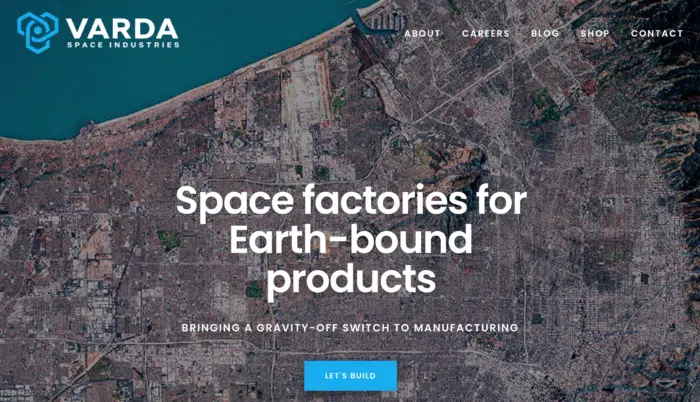 VARDA
SPACE INDUSTRIES
ABOUT CAREERS BLOG SHOP CONTACT
Space factories for
Earth-bound
products
BRINGING A GRAVITY-OFF SWITCH TO MANUFACTURING
LET'S BUILD